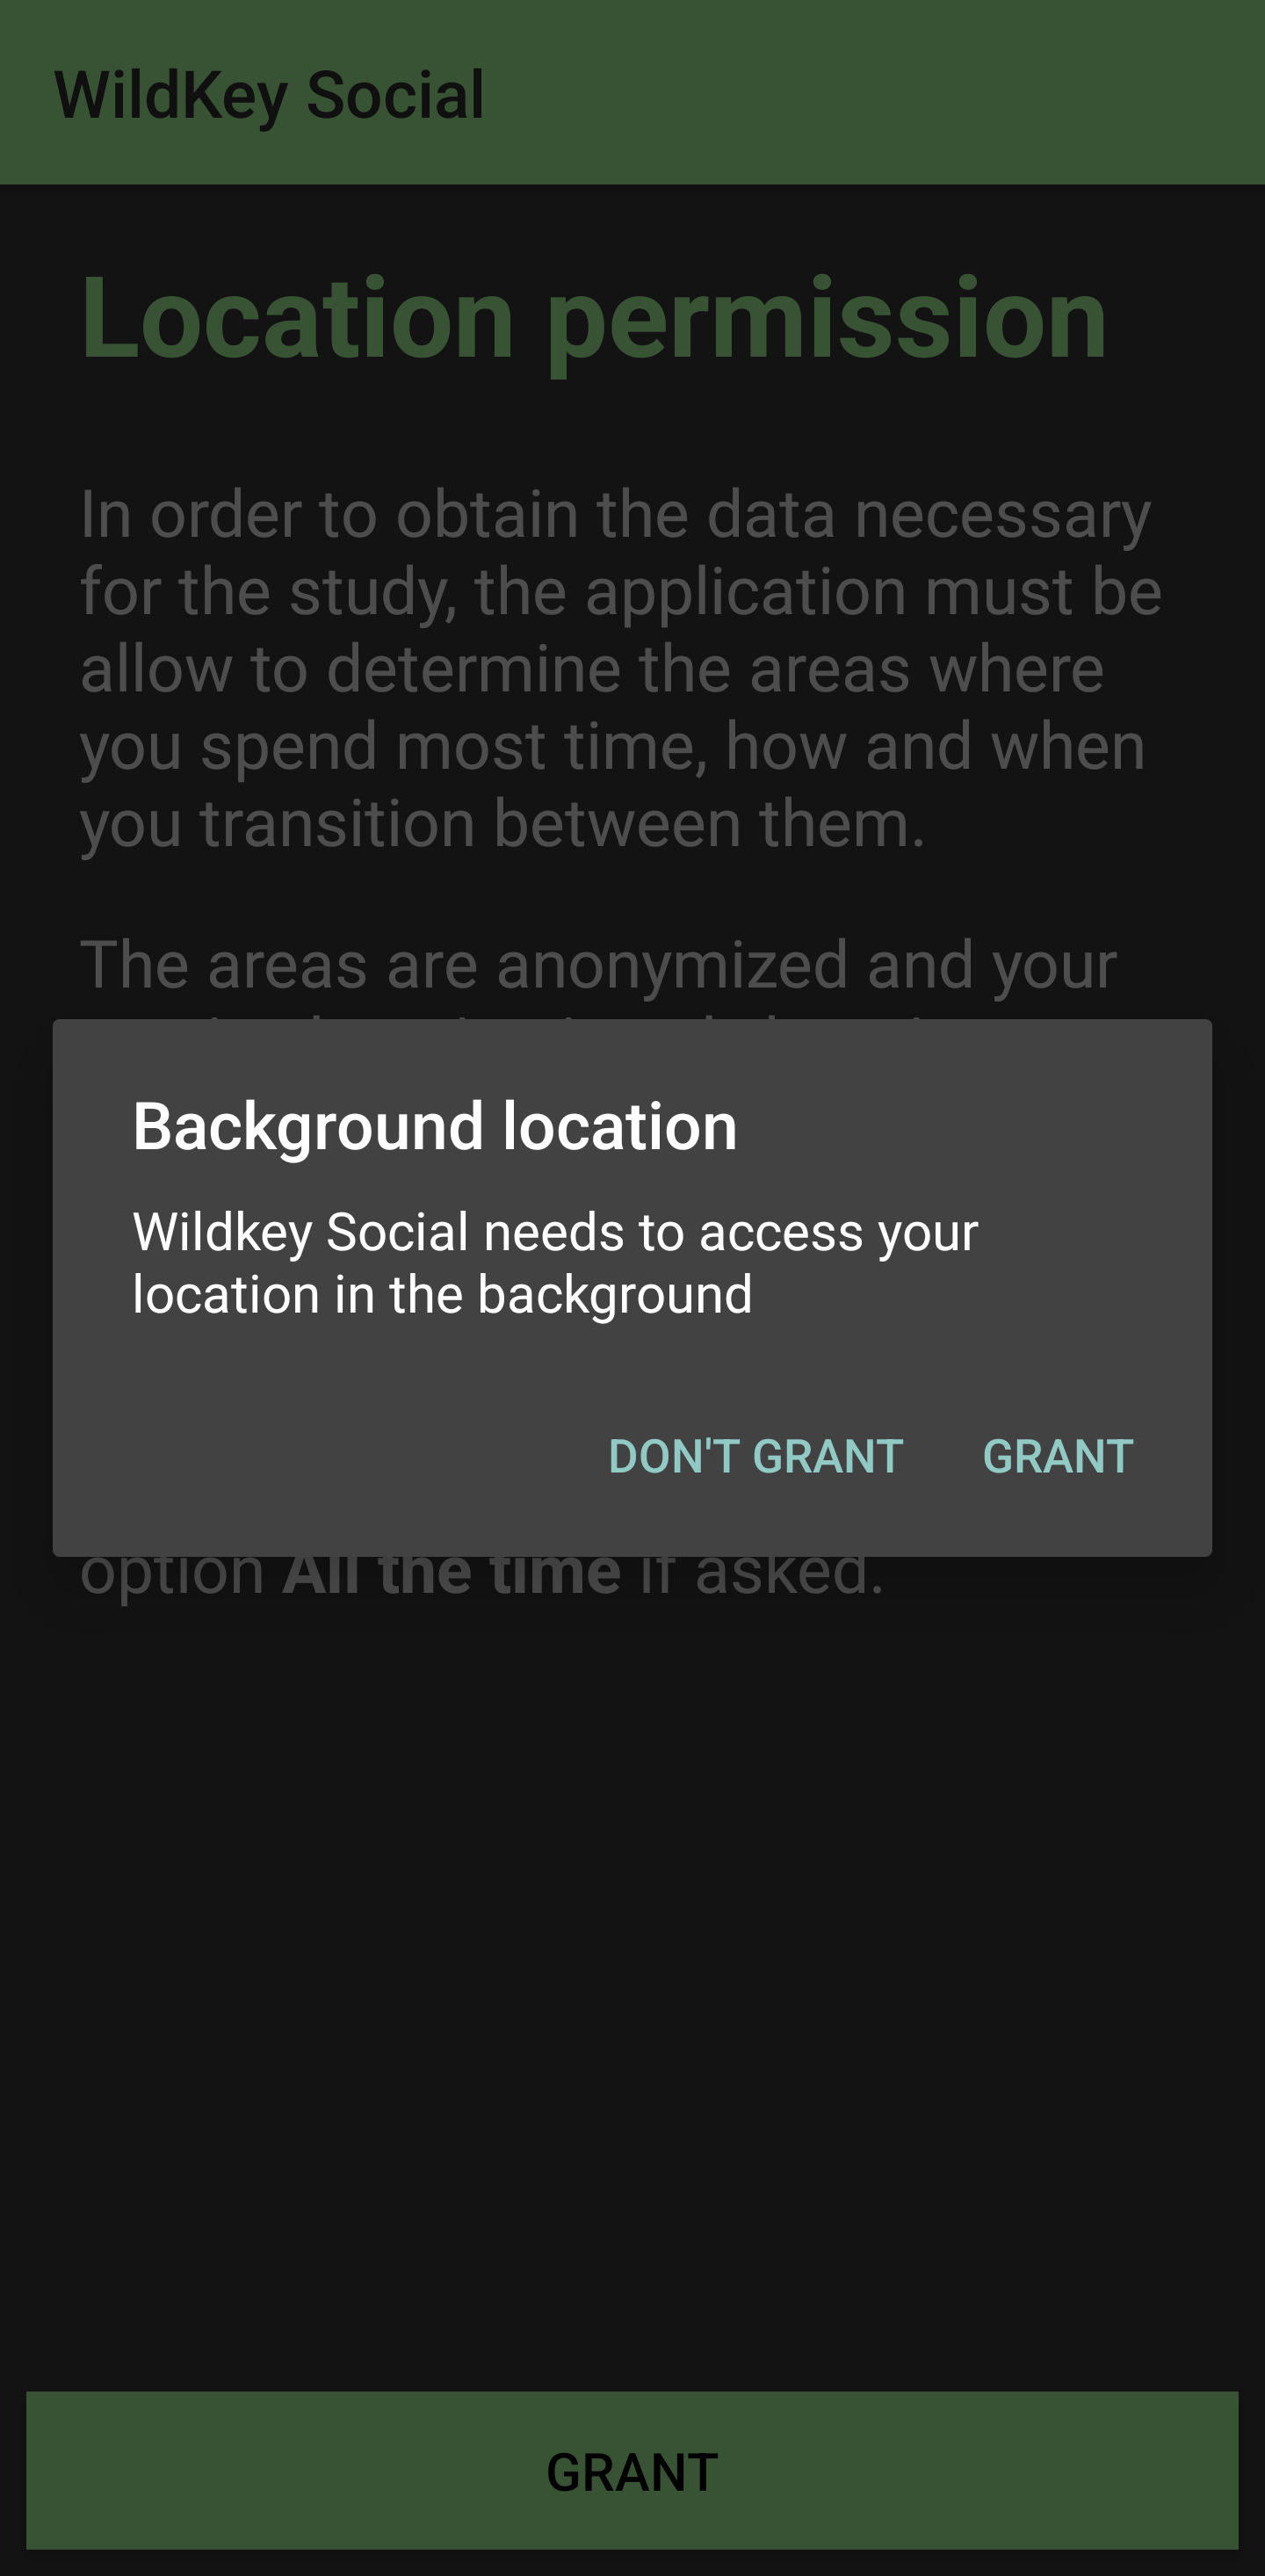 WildKey Social
Location permission
In order to obtain the data necessary
for the study, the application must be
allow to determine the areas where
you spend most time, how and when
you transition between them.
The areas are anonymized and your
Background location
Wildkey Social needs to access your
location in the background
DON'T GRANT GRANT
option All the time if asked.
GRANT